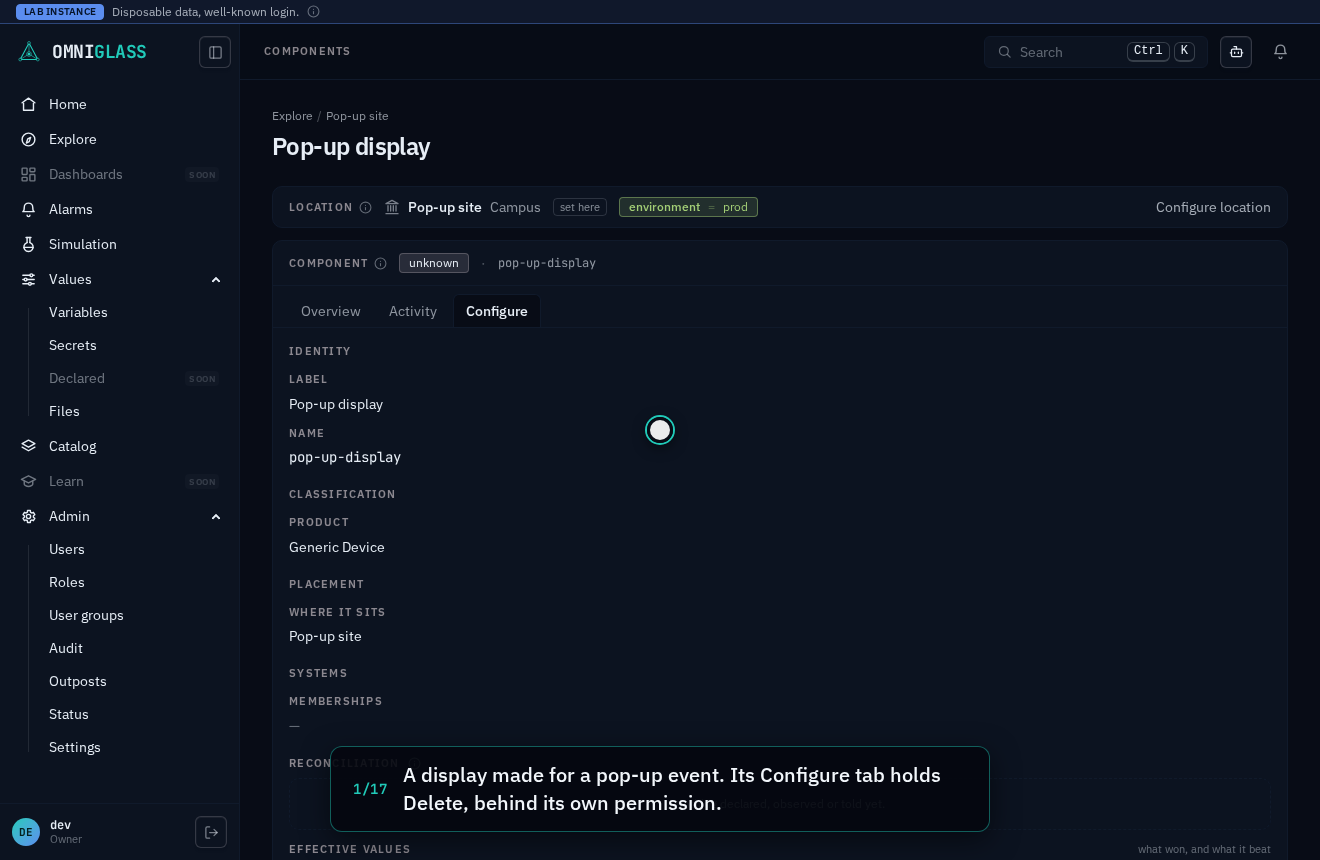 LAB INSTANCE Disposable data, well-known login.
OMNIGLASS
COMPONENTS
Search Ctrl K
Home
Explore
Dashboards SOON
Alarms
Simulation
Values
Variables
Secrets
Declared SOON
Files
Catalog
Learn SOON
Admin
Users
Roles
User groups
Audit
Outposts
Status
Settings
DE dev
Owner
Explore / Pop-up site
Pop-up display
LOCATION Pop-up site Campus set here environment = prod Configure location
COMPONENT unknown · pop-up-display
Overview Activity Configure
IDENTITY
LABEL
Pop-up display
NAME
pop-up-display
CLASSIFICATION
PRODUCT
Generic Device
PLACEMENT
WHERE IT SITS
Pop-up site
SYSTEMS
MEMBERSHIPS
—
RECONCILIATION
declared, observed or told yet.
1/17 A display made for a pop-up event. Its Configure tab holds
Delete, behind its own permission.
EFFECTIVE VALUES what won, and what it beat